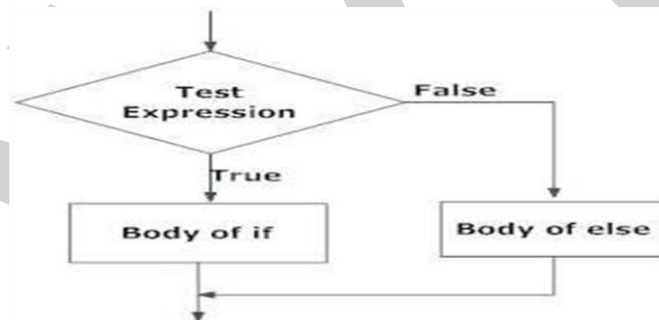 Test
Expression
False
True
Body of if
Body of else